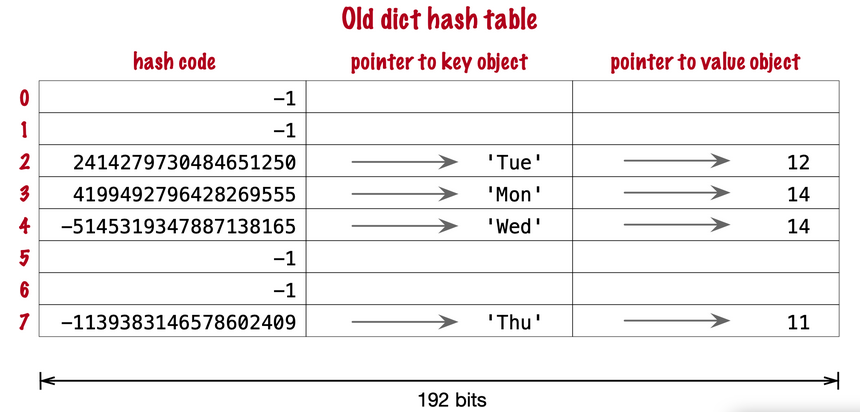 Old dict hash table
hash code pointer to key object pointer to value object
0 -1
1 -1
2 2414279730484651250 'Tue' 12
3 4199492796428269555 'Mon' 14
4 -5145319347887138165 'Wed' 14
5 -1
6 -1
7 -1139383146578602409 'Thu' 11
192 bits